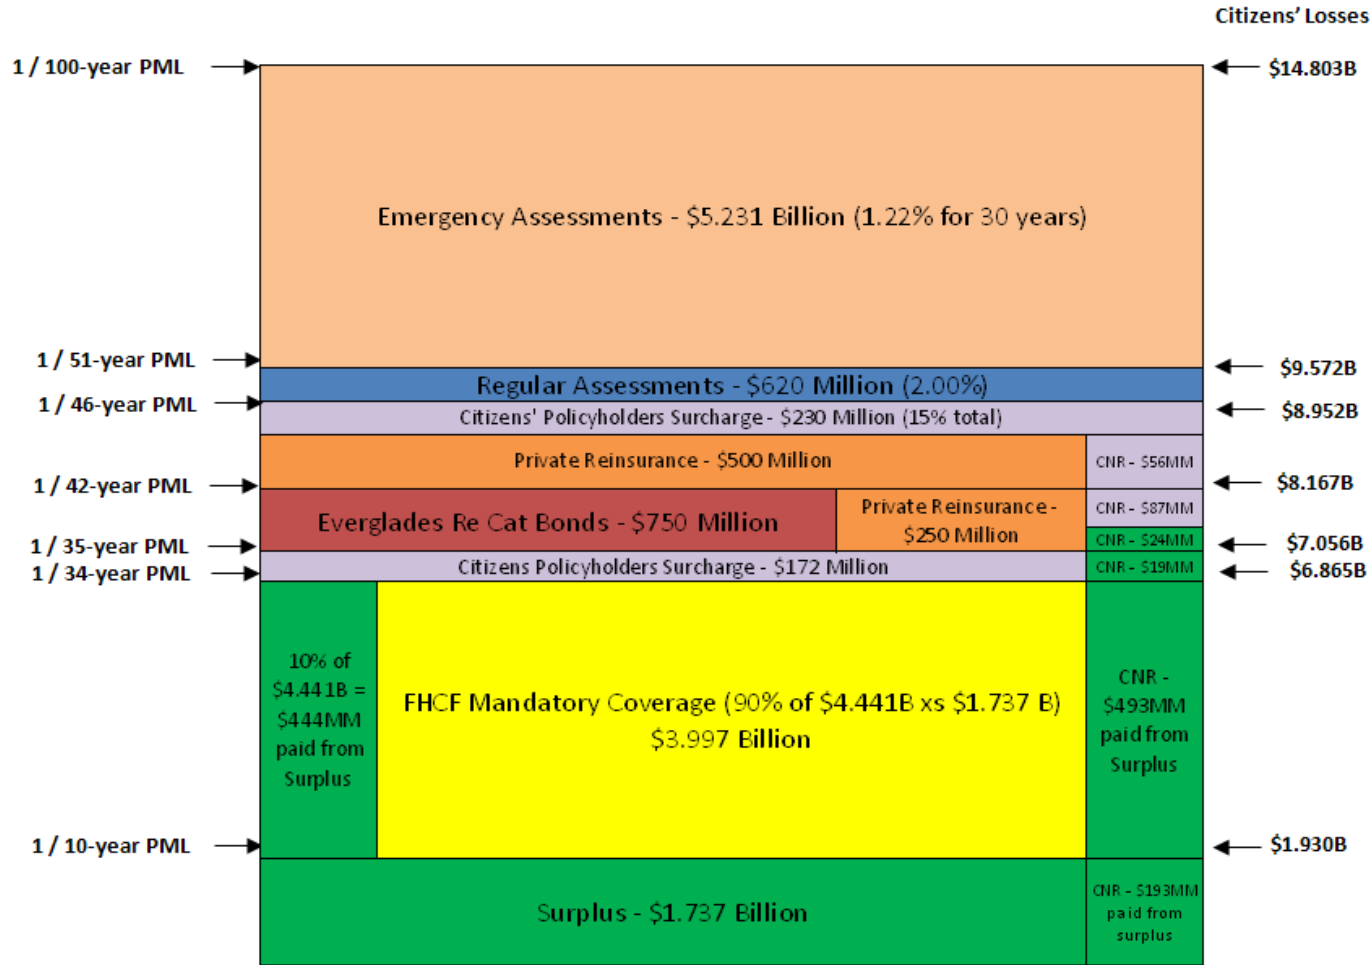 Citizens' Losses
1 / 100-year PML
$14.803B
Emergency Assessments - $5.231 Billion (1.22% for 30 years)
1 / 51-year PML
$9.572B
Regular Assessments - $620 Million (2.00%)
1 / 46-year PML
$8.952B
Citizens' Policyholders Surcharge - $230 Million (15% total)
Private Reinsurance - $500 Million
CNR - $56MM
1 / 42-year PML
$8.167B
Everglades Re Cat Bonds - $750 Million
Private Reinsurance -
$250 Million
CNR - $87MM
CNR - $24MM
1 / 35-year PML
$7.056B
Citizens Policyholders Surcharge - $172 Million
CNR - $19MM
1 / 34-year PML
$6.865B
10% of
$4.441B =
$444MM
paid from
Surplus
FHCF Mandatory Coverage (90% of $4.441B xs $1.737 B)
$3.997 Billion
CNR -
$493MM
paid from
Surplus
1 / 10-year PML
$1.930B
Surplus - $1.737 Billion
CNR - $193MM
paid from
surplus